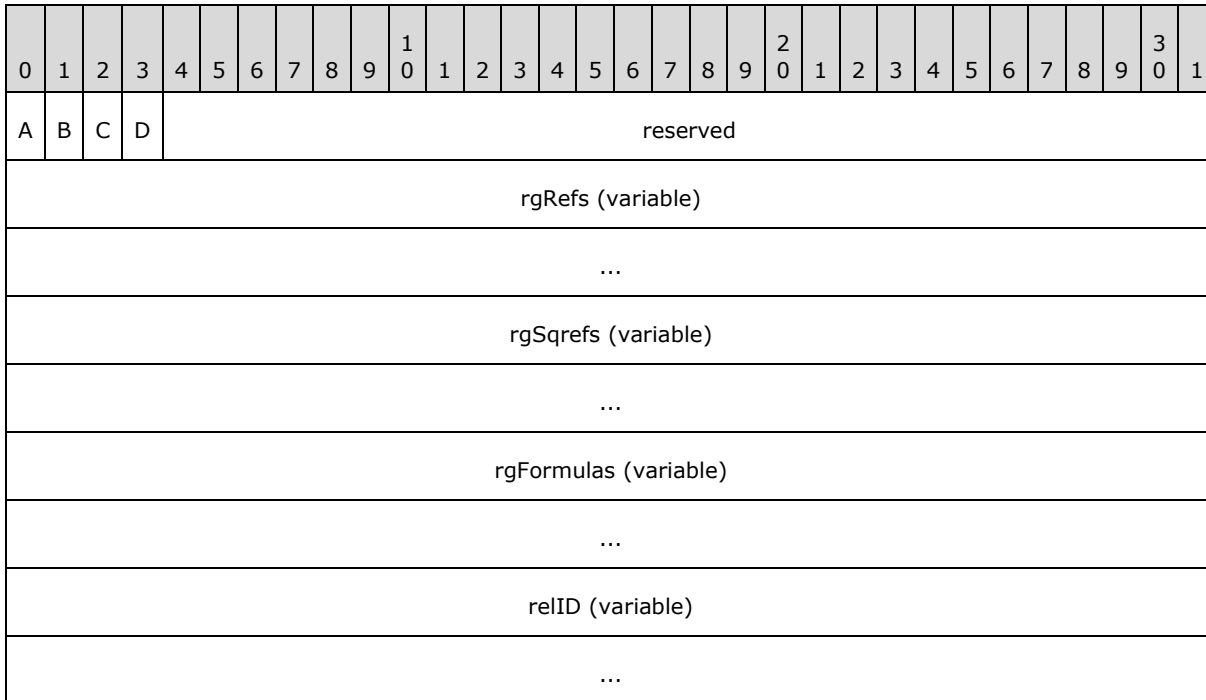 1 2 3
0 1 2 3 4 5 6 7 8 9 0 1 2 3 4 5 6 7 8 9 0 1 2 3 4 5 6 7 8 9 0 1
A B C D reserved
rgRefs (variable)
...
rgSqrefs (variable)
...
rgFormulas (variable)
...
relID (variable)
...